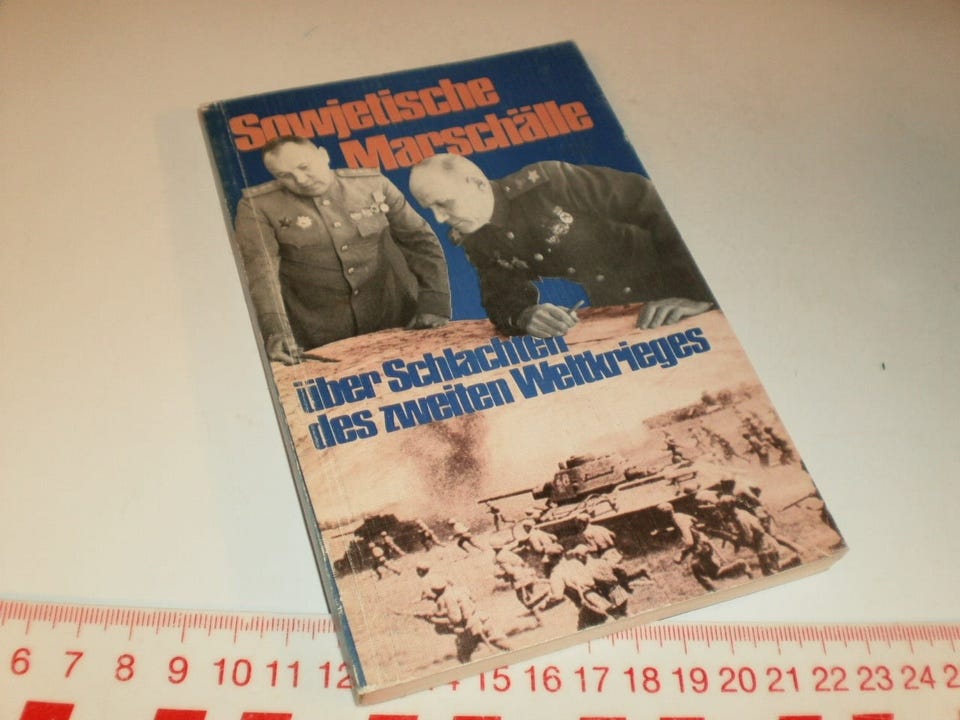 Sowjetische
Marschälle
über Schlachten
des zweiten Weltkrieges
6 7 8 9 10 11 12 14 15 16 17 18 19 20 21 22 23 24